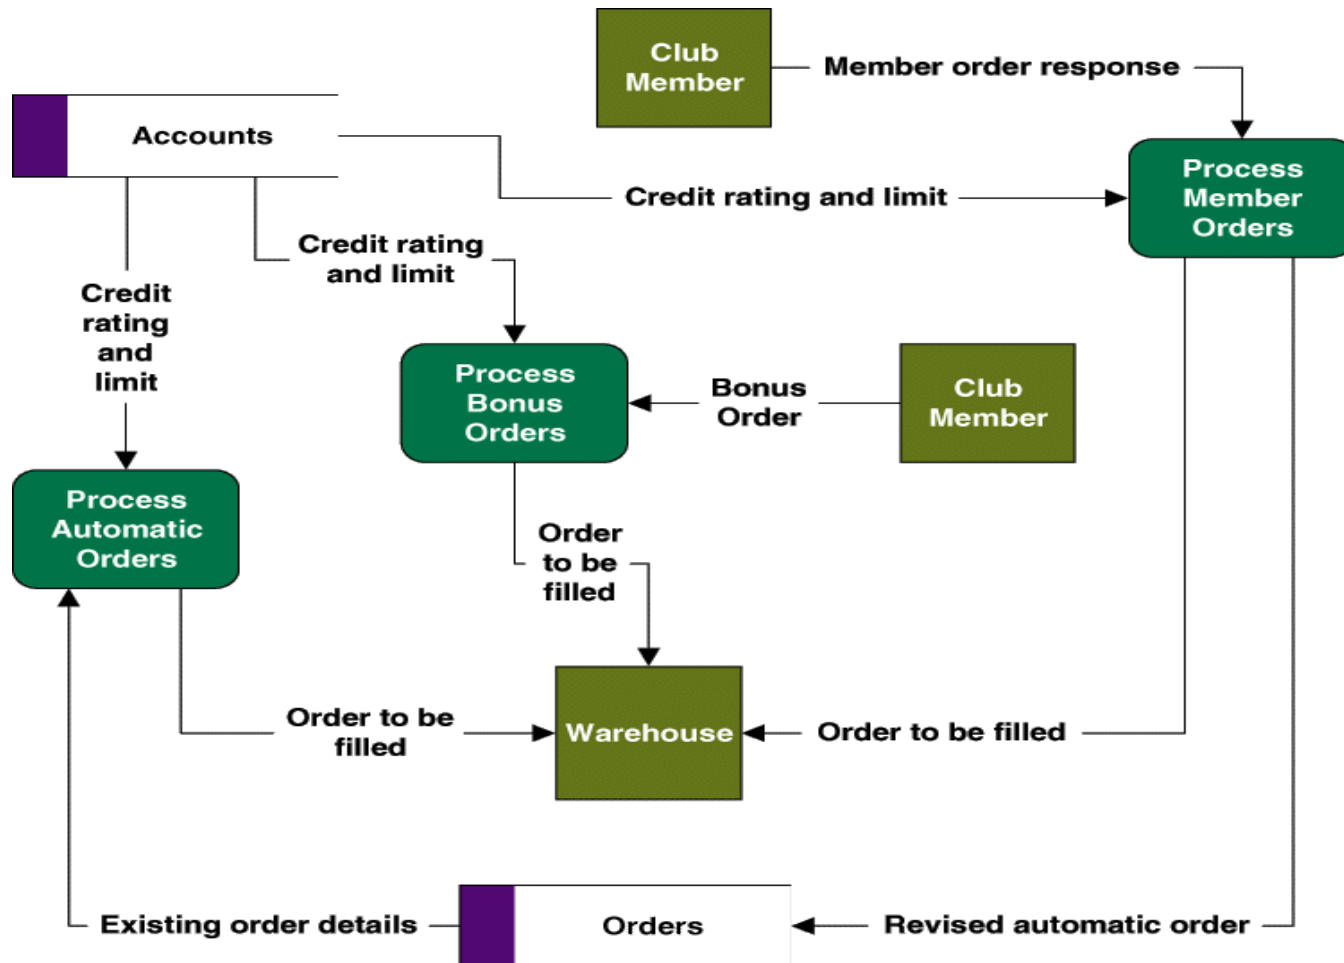 Club
Member
Member order response
Accounts
Process
Member
Orders
Credit rating and limit
Credit rating
and limit
Credit
rating
and
limit
Process
Bonus
Orders
Bonus
Order
Club
Member
Process
Automatic
Orders
Order
to be
filled
Order to be
filled
Warehouse
Order to be filled
Existing order details
Orders
Revised automatic order